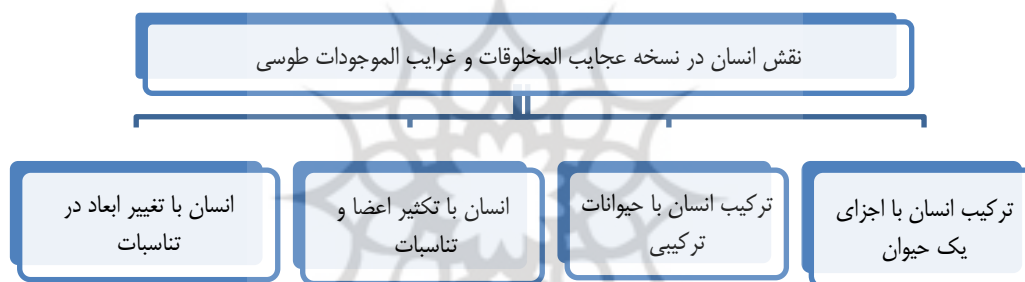 نقش انسان در نسخه عجایب المخلوقات و غرایب الموجودات طوسی
ترکیب انسان با اجزای
یک حیوان
ترکیب انسان با حیوانات
ترکیبی
انسان با تکثیر اعضا و
تناسبات
انسان با تغییر ابعاد در
تناسبات